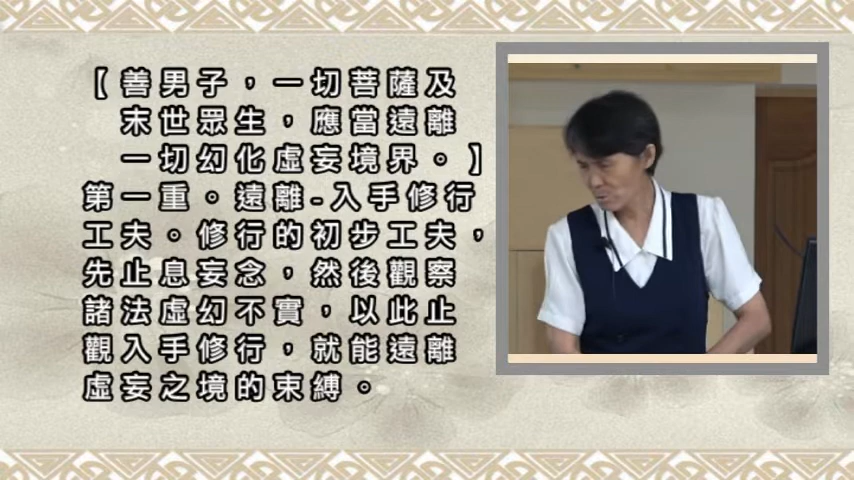 【善男子，一切菩薩及
末世眾生，應當遠離
一切幻化虛妄境界。】
第一重。遠離-入手修行
工夫。修行的初步工夫，
先止息妄念，然後觀察
諸法虛幻不實，以此止
觀入手修行，就能遠離
虛妄之境的束縛。